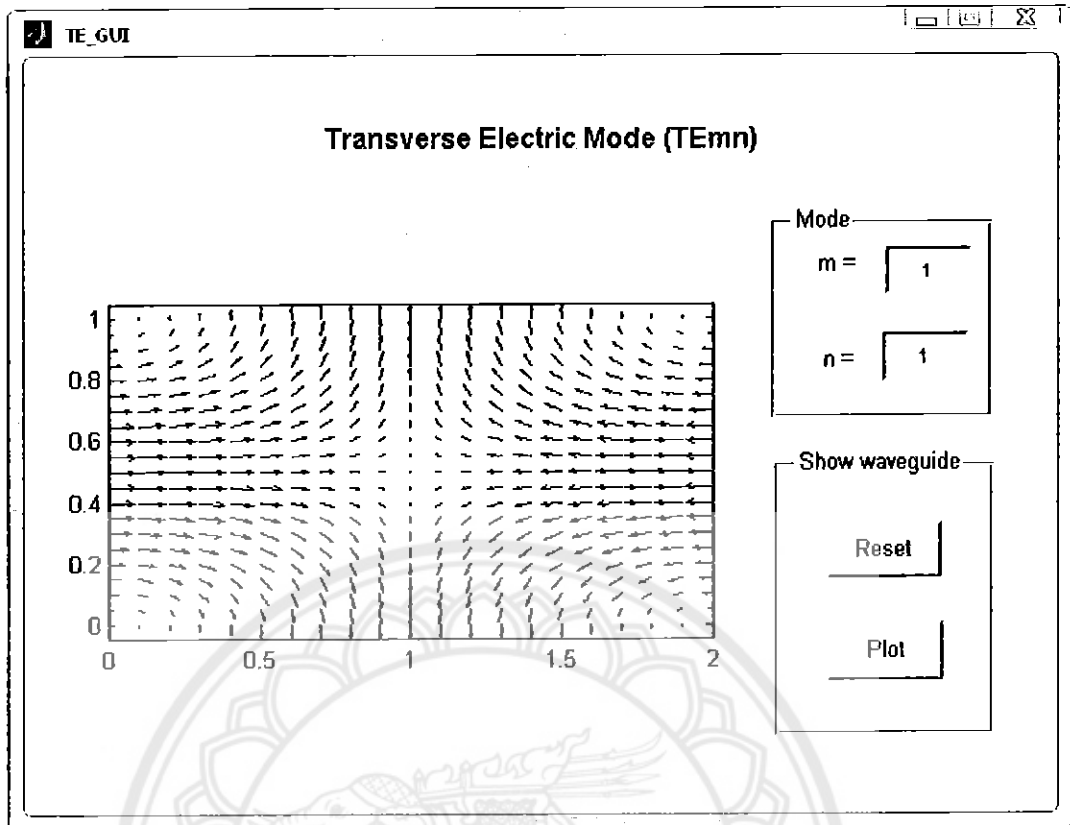 TE_GUI
Transverse Electric Mode (TEmn)
Mode
m =
1
n =
1
1
0.8
0.6
0.4
0.2
0
0
0.5
1
1.5
2
Show waveguide
Reset
Plot